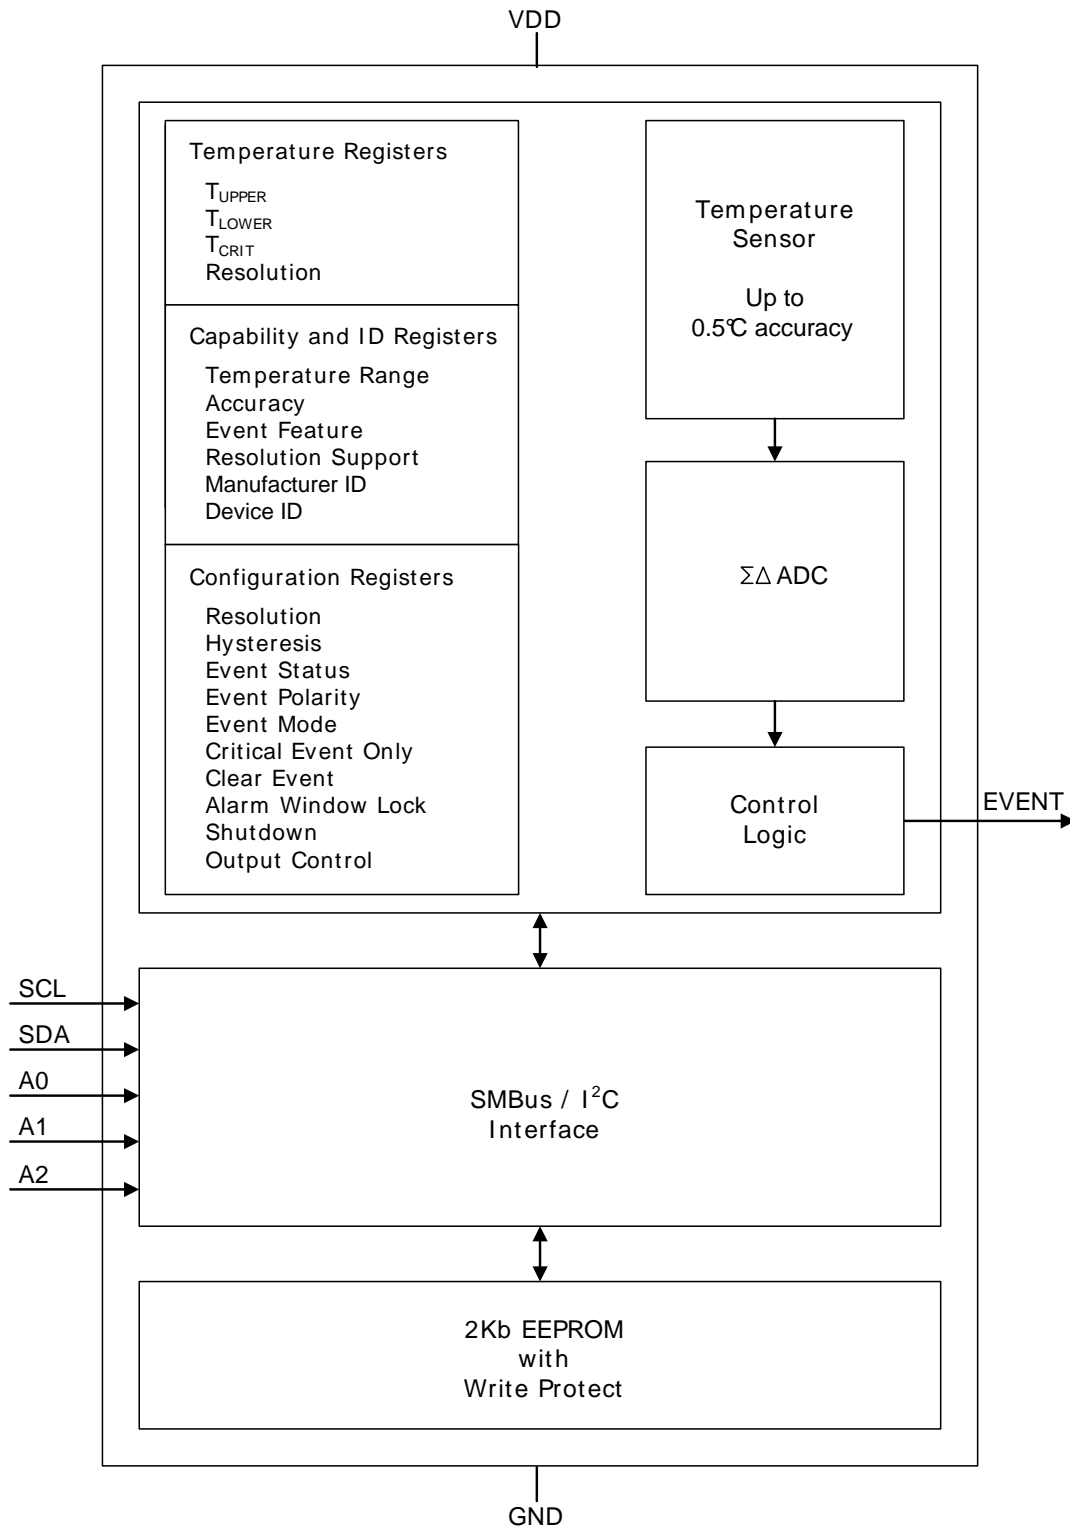 VDD
Temperature Registers
T_UPPER
T_LOWER
T_CRIT
Resolution
Capability and ID Registers
Temperature Range
Accuracy
Event Feature
Resolution Support
Manufacturer ID
Device ID
Configuration Registers
Resolution
Hysteresis
Event Status
Event Polarity
Event Mode
Critical Event Only
Clear Event
Alarm Window Lock
Shutdown
Output Control
Temperature
Sensor
Up to
0.5°C accuracy
ΣΔ ADC
Control
Logic
EVENT
SCL
SDA
A0
A1
A2
SMBus / I²C
Interface
2Kb EEPROM
with
Write Protect
GND